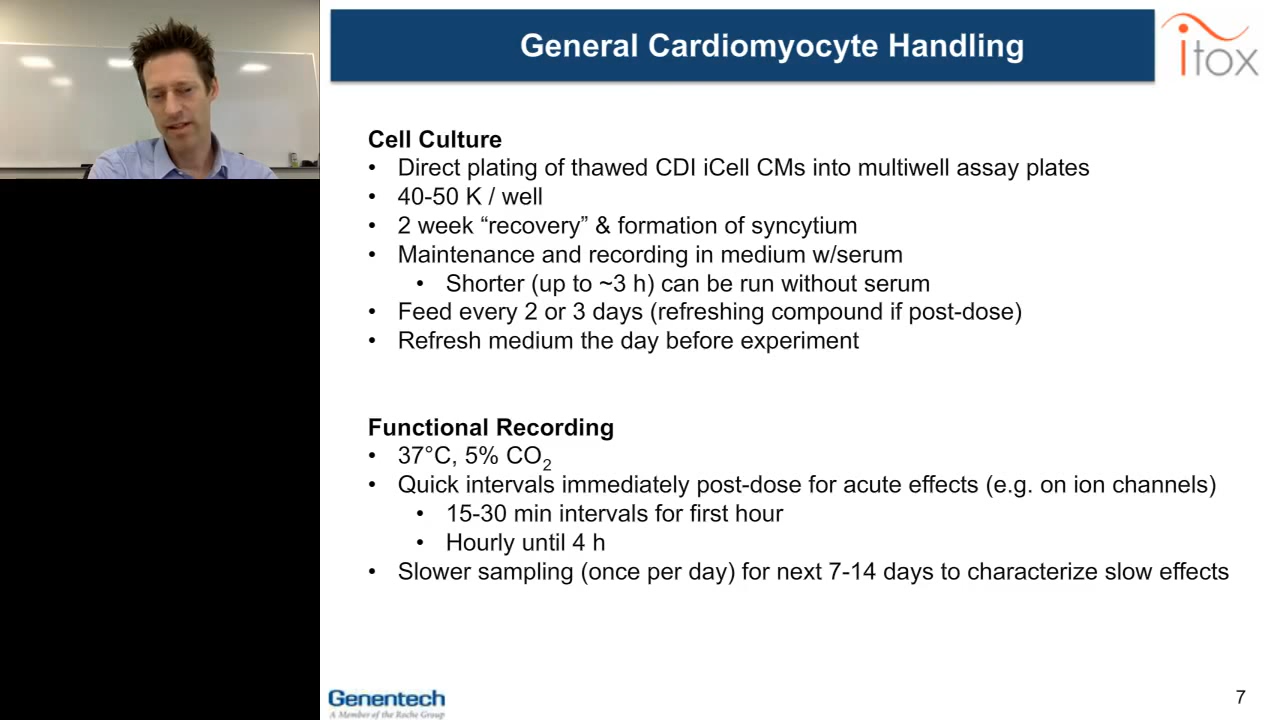 General Cardiomyocyte Handling
itox
Cell Culture
• Direct plating of thawed CDI iCell CMs into multiwell assay plates
• 40-50 K / well
• 2 week “recovery” & formation of syncytium
• Maintenance and recording in medium w/serum
• Shorter (up to ~3 h) can be run without serum
• Feed every 2 or 3 days (refreshing compound if post-dose)
• Refresh medium the day before experiment
Functional Recording
• 37°C, 5% CO2
• Quick intervals immediately post-dose for acute effects (e.g. on ion channels)
• 15-30 min intervals for first hour
• Hourly until 4 h
• Slower sampling (once per day) for next 7-14 days to characterize slow effects
Genentech
A Member of the Roche Group
7